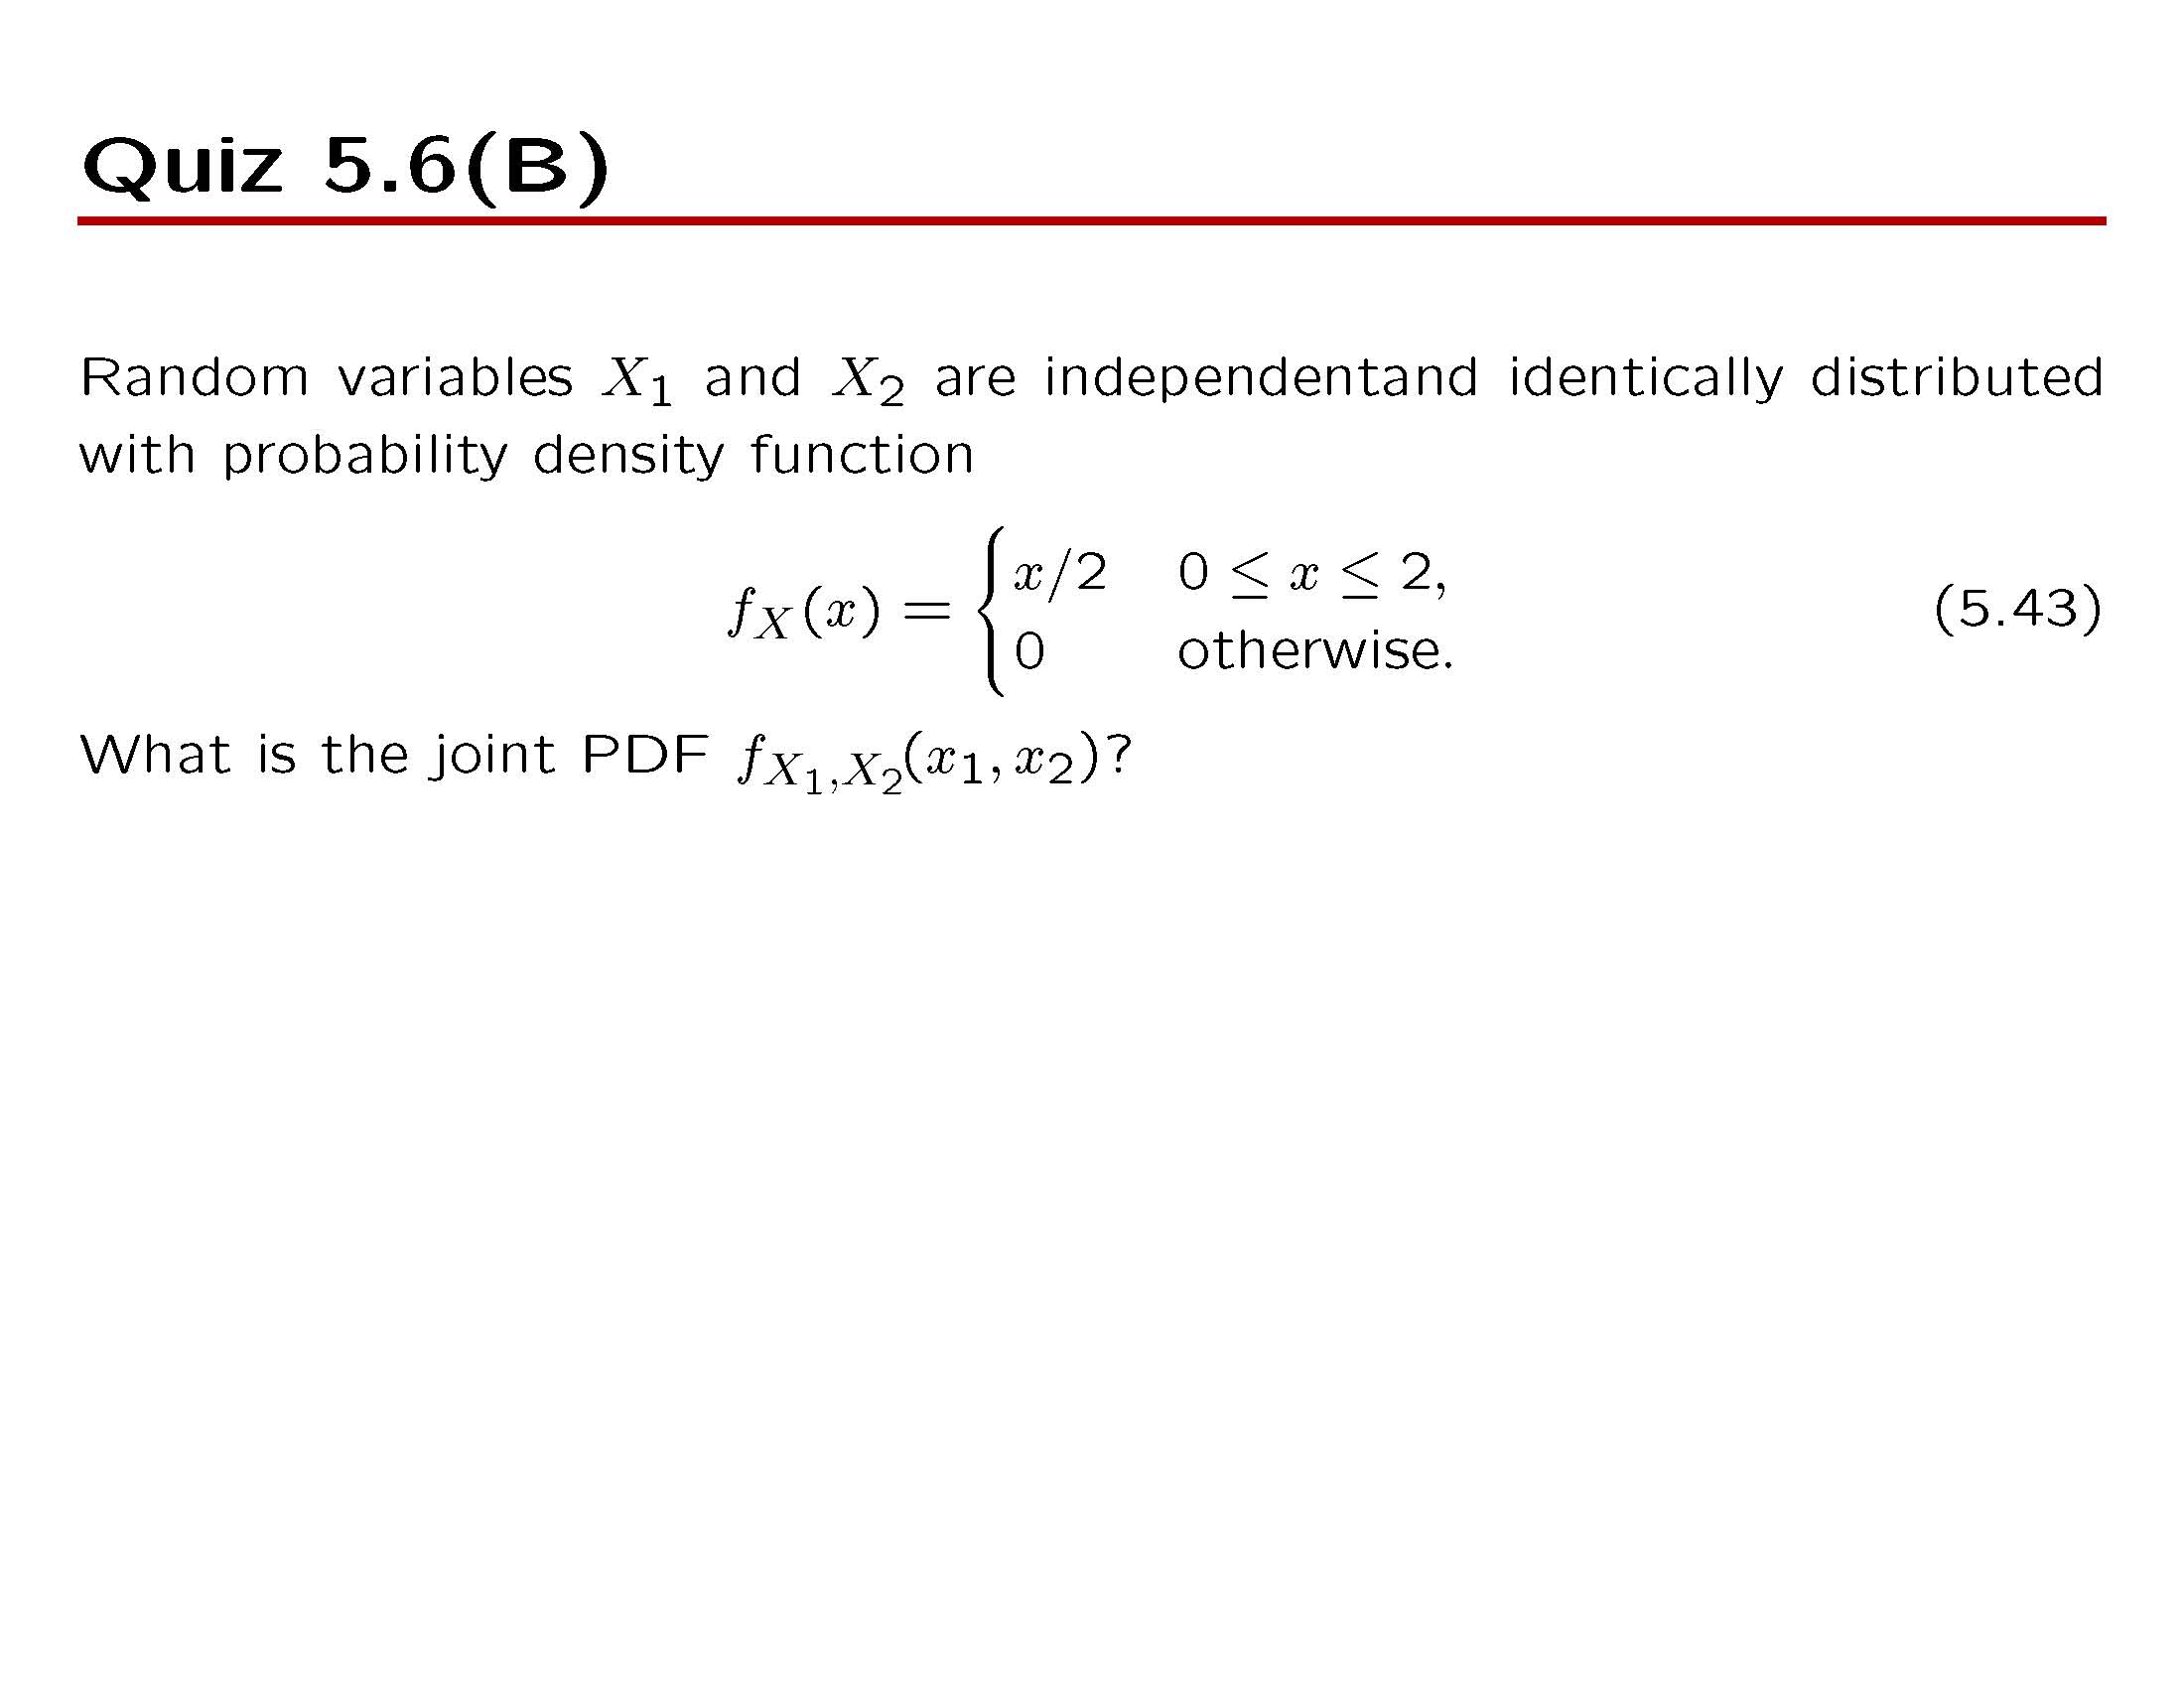 Quiz 5.6(B)
Random variables X₁ and X₂ are independentand identically distributed
with probability density function
f_X(x) = { x/2 0 ≤ x ≤ 2, 0 otherwise. (5.43)
What is the joint PDF f_{X₁,X₂}(x₁, x₂)?